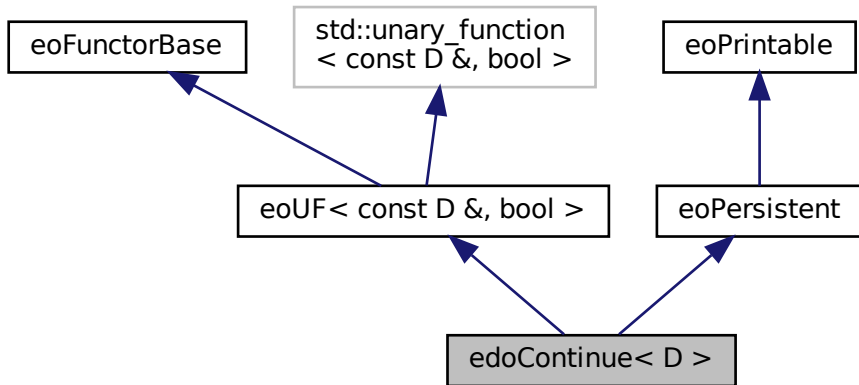 eoFunctorBase
std::unary_function
< const D &, bool >
eoPrintable
eoUF< const D &, bool >
eoPersistent
edoContinue< D >